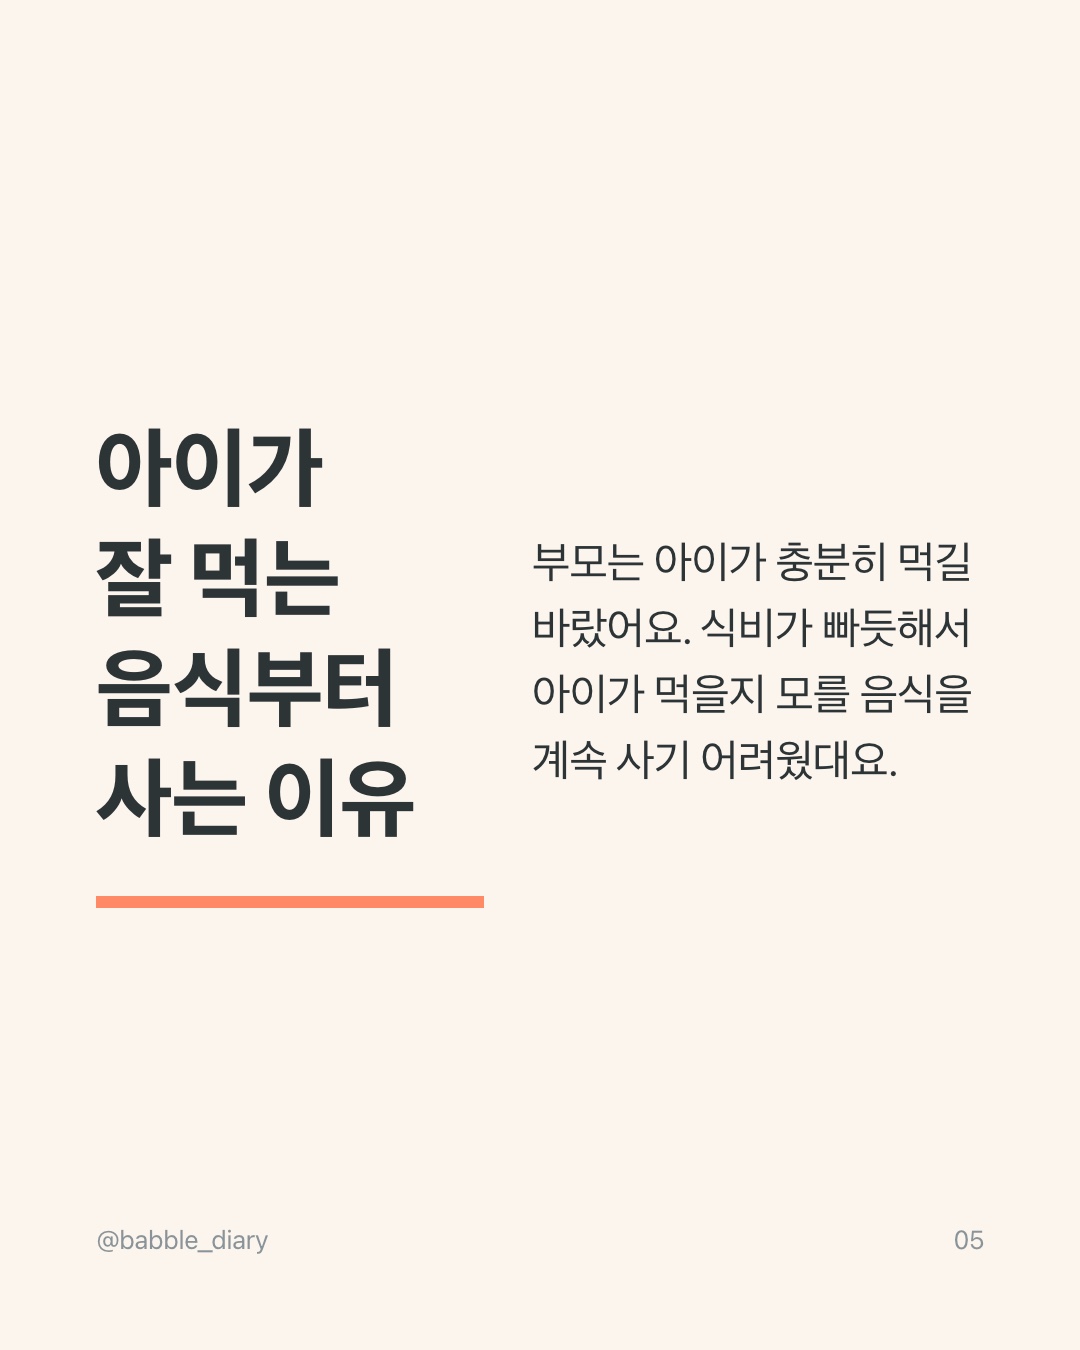 아이가
잘 먹는
음식부터
사는 이유
부모는 아이가 충분히 먹길
바랐어요. 식비가 빠듯해서
아이가 먹을지 모를 음식을
계속 사기 어려웠대요.
@babble_diary
05